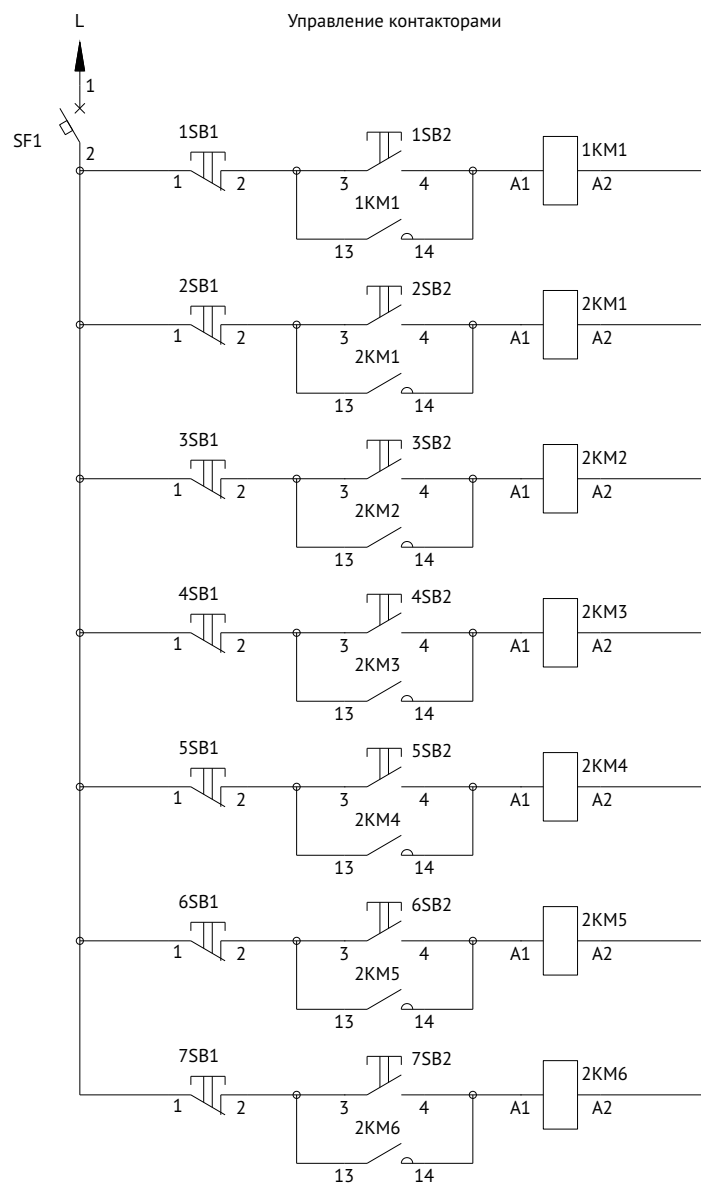 L Управление контакторами
1
SF1
2
1SB1 1SB2 1KM1
1 2 3 4 A1 A2
1KM1
13 14
2SB1 2SB2 2KM1
1 2 3 4 A1 A2
2KM1
13 14
3SB1 3SB2 2KM2
1 2 3 4 A1 A2
2KM2
13 14
4SB1 4SB2 2KM3
1 2 3 4 A1 A2
2KM3
13 14
5SB1 5SB2 2KM4
1 2 3 4 A1 A2
2KM4
13 14
6SB1 6SB2 2KM5
1 2 3 4 A1 A2
2KM5
13 14
7SB1 7SB2 2KM6
1 2 3 4 A1 A2
2KM6
13 14